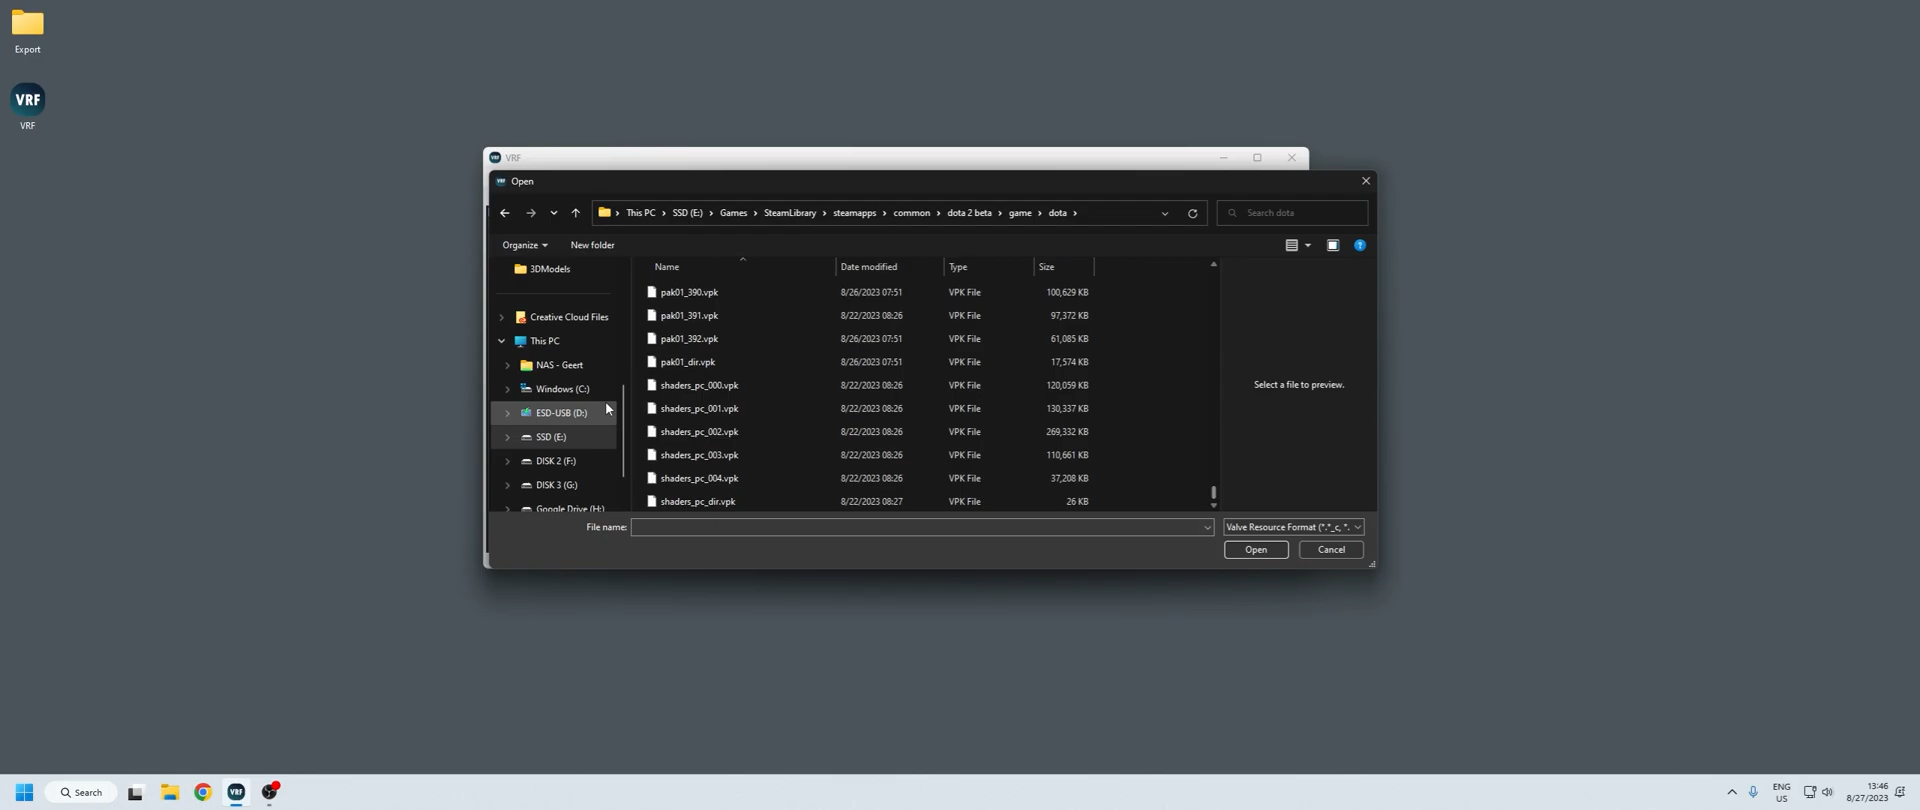 Export
VRF
VRF
VRF VRF
VRF Open
This PC SSD (E:) Games SteamLibrary steamapps common dota 2 beta game dota Search dota
Organize New folder ?
3DModels Name Date modified Type Size
pak01_390.vpk 8/26/2023 07:51 VPK File 100,629 KB
Creative Cloud Files pak01_391.vpk 8/22/2023 08:26 VPK File 97,372 KB
This PC pak01_392.vpk 8/26/2023 07:51 VPK File 61,085 KB
NAS - Geert pak01_dir.vpk 8/26/2023 07:51 VPK File 17,574 KB
Windows (C:) shaders_pc_000.vpk 8/22/2023 08:26 VPK File 120,059 KB Select a file to preview.
ESD-USB (D:) shaders_pc_001.vpk 8/22/2023 08:26 VPK File 130,337 KB
SSD (E:) shaders_pc_002.vpk 8/22/2023 08:26 VPK File 269,332 KB
DISK 2 (F:) shaders_pc_003.vpk 8/22/2023 08:26 VPK File 110,661 KB
DISK 3 (G:) shaders_pc_004.vpk 8/22/2023 08:26 VPK File 37,208 KB
Google Drive (H:) shaders_pc_dir.vpk 8/22/2023 08:27 VPK File 26 KB
File name: Valve Resource Format (*.*_c, *.
Open Cancel
Search VRF ENG 13:46
US 8/27/2023